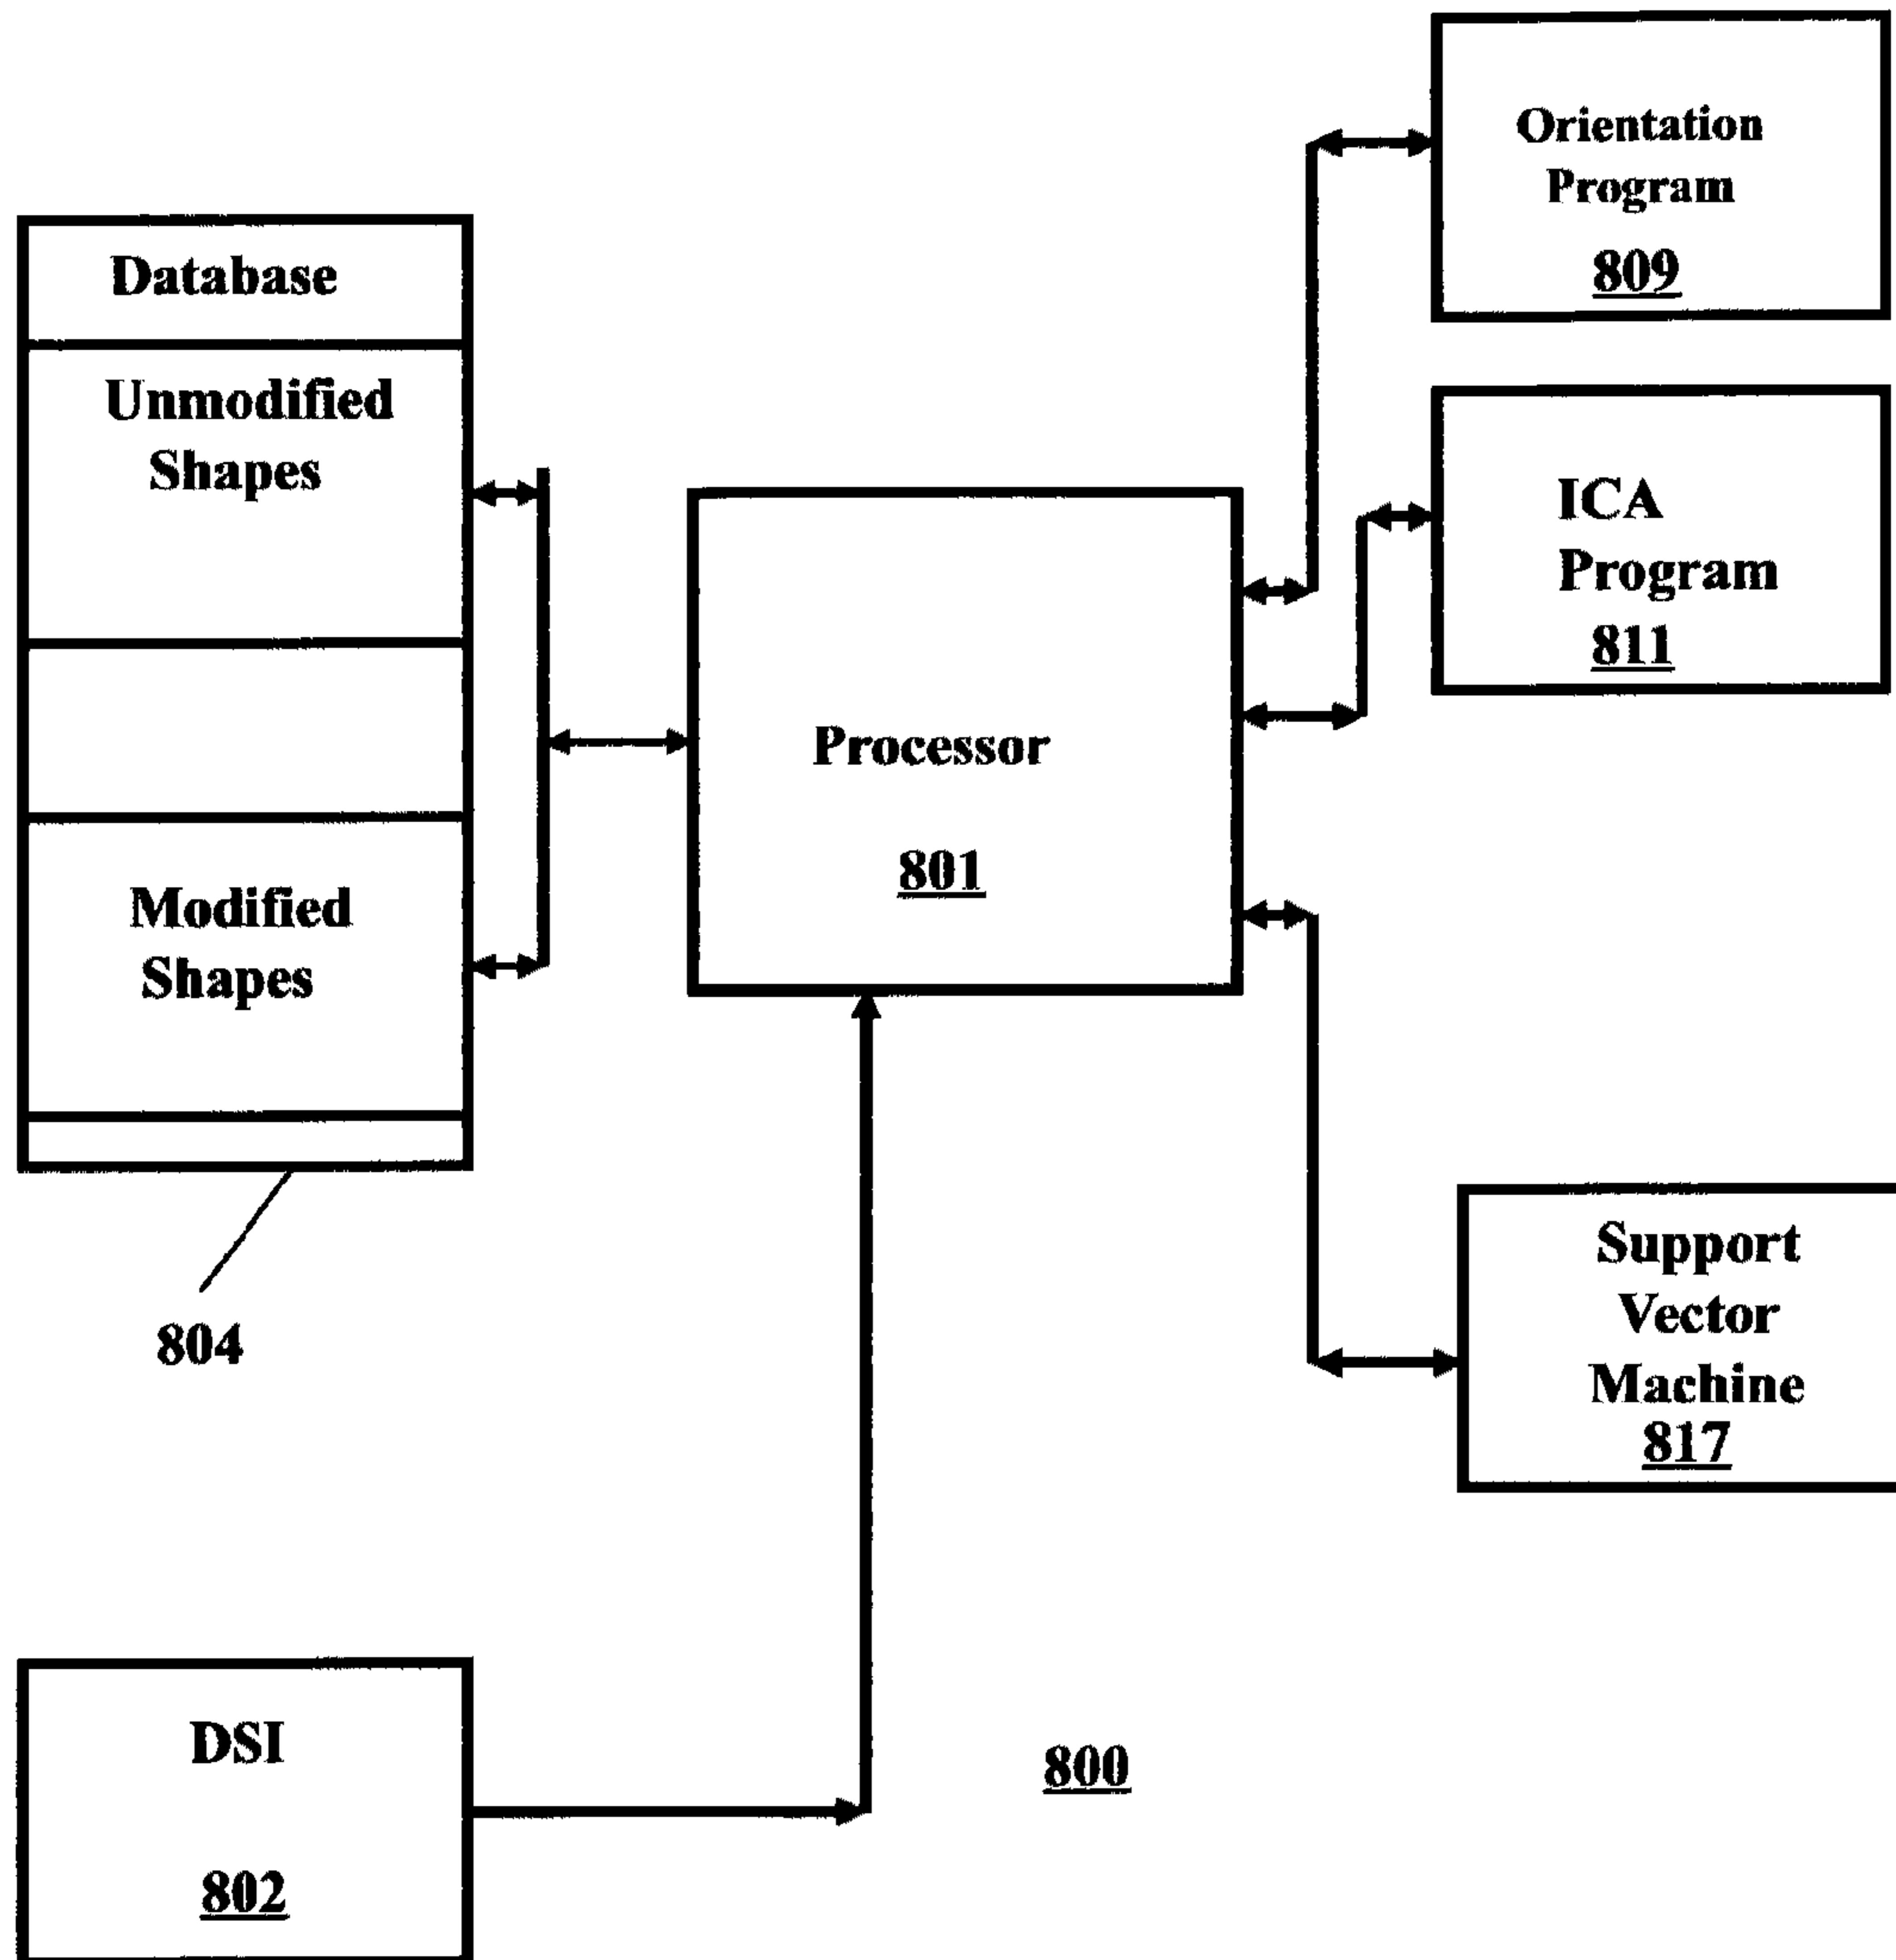 Database
Unmodified
Shapes
Modified
Shapes
804
Processor
801
Orientation
Program
809
ICA
Program
811
Support
Vector
Machine
817
DSI
802
800